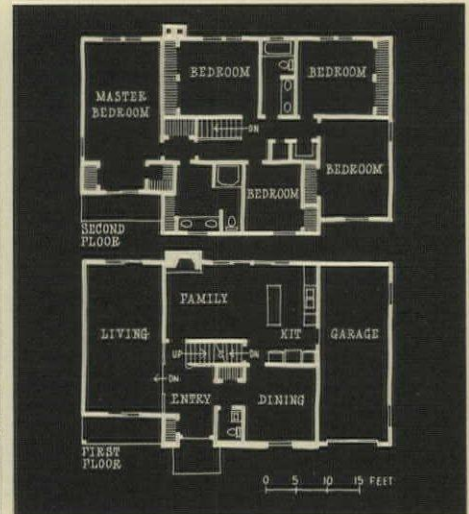 BEDROOM
BEDROOM
MASTER
BEDROOM
DN
BEDROOM
BEDROOM
SECOND
FLOOR
FAMILY
LIVING
KIT
GARAGE
UP
DN
DN
ENTRY
DINING
FIRST
FLOOR
0 5 10 15 FEET